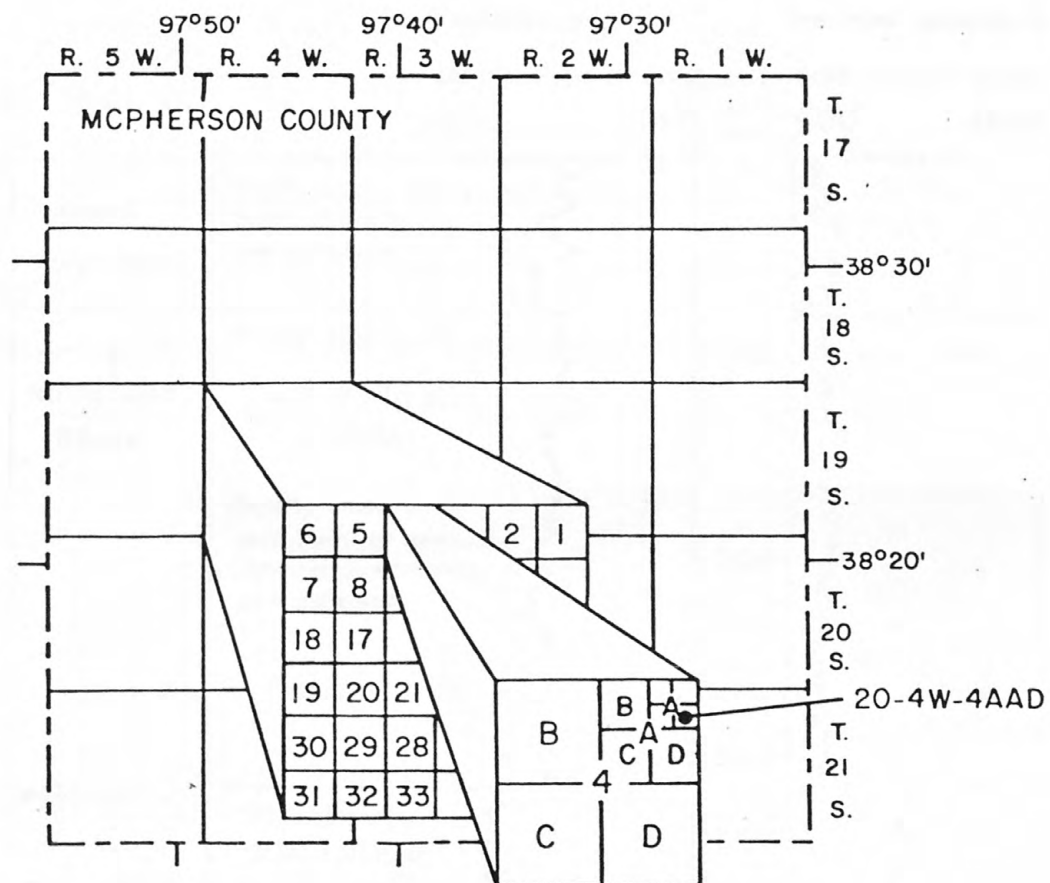 97°50' 97°40' 97°30'
R. 5 W. R. 4 W. R. 3 W. R. 2 W. R. 1 W.
MCPHERSON COUNTY
T.
17
S.
38°30'
T.
18
S.
T.
19
S.
38°20'
T.
20
S.
T.
21
S.
6 5 2 1
7 8
18 17
19 20 21
30 29 28
31 32 33
B A
B
A
C D
4
C D
20-4W-4AAD